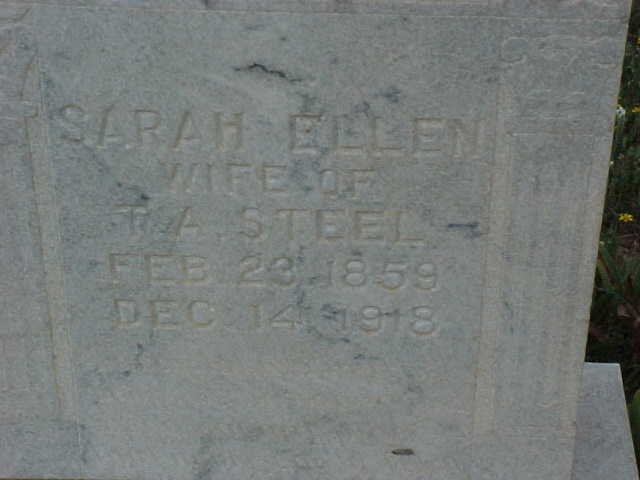 SARAH ELLEN
WIFE OF
T. A. STEEL
FEB. 23, 1859
DEC. 14, 1918